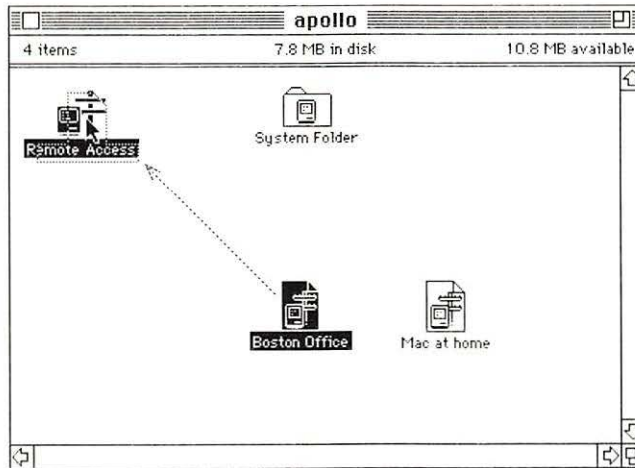 apollo
4 items 7.8 MB in disk 10.8 MB available
Remote Access
System Folder
Boston Office
Mac at home